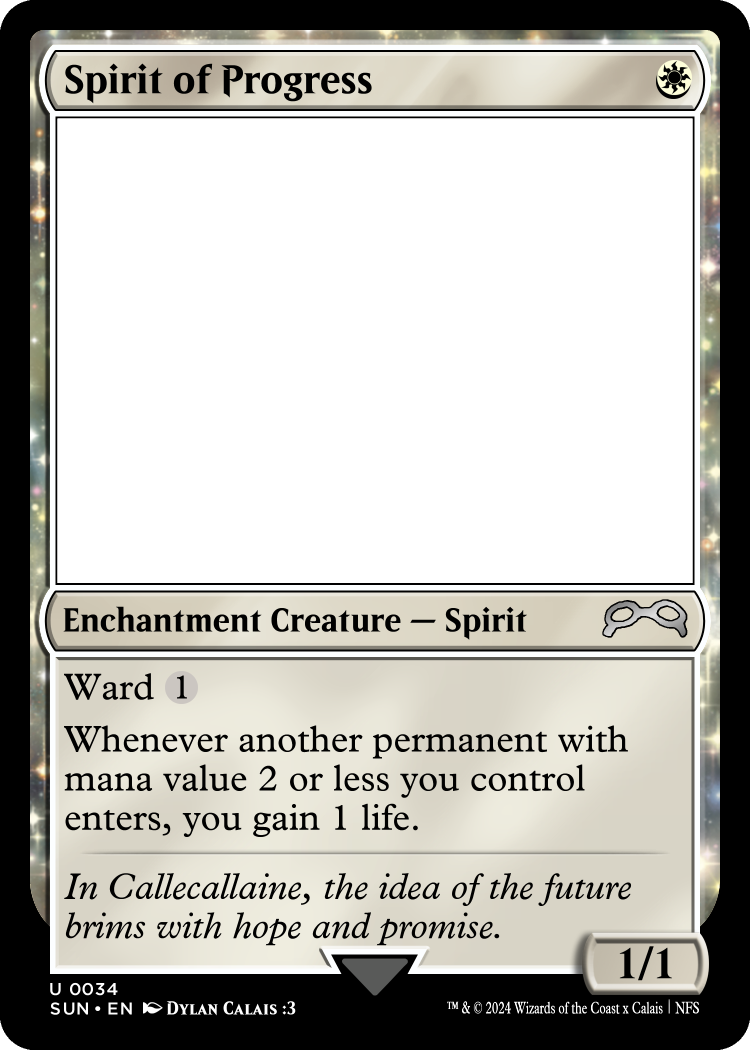 Spirit of Progress
Enchantment Creature — Spirit
Ward 1
Whenever another permanent with
mana value 2 or less you control
enters, you gain 1 life.
In Callecallaine, the idea of the future
brims with hope and promise.
1/1
U 0034
SUN • EN Dylan Calais :3
™ & © 2024 Wizards of the Coast x Calais | NFS